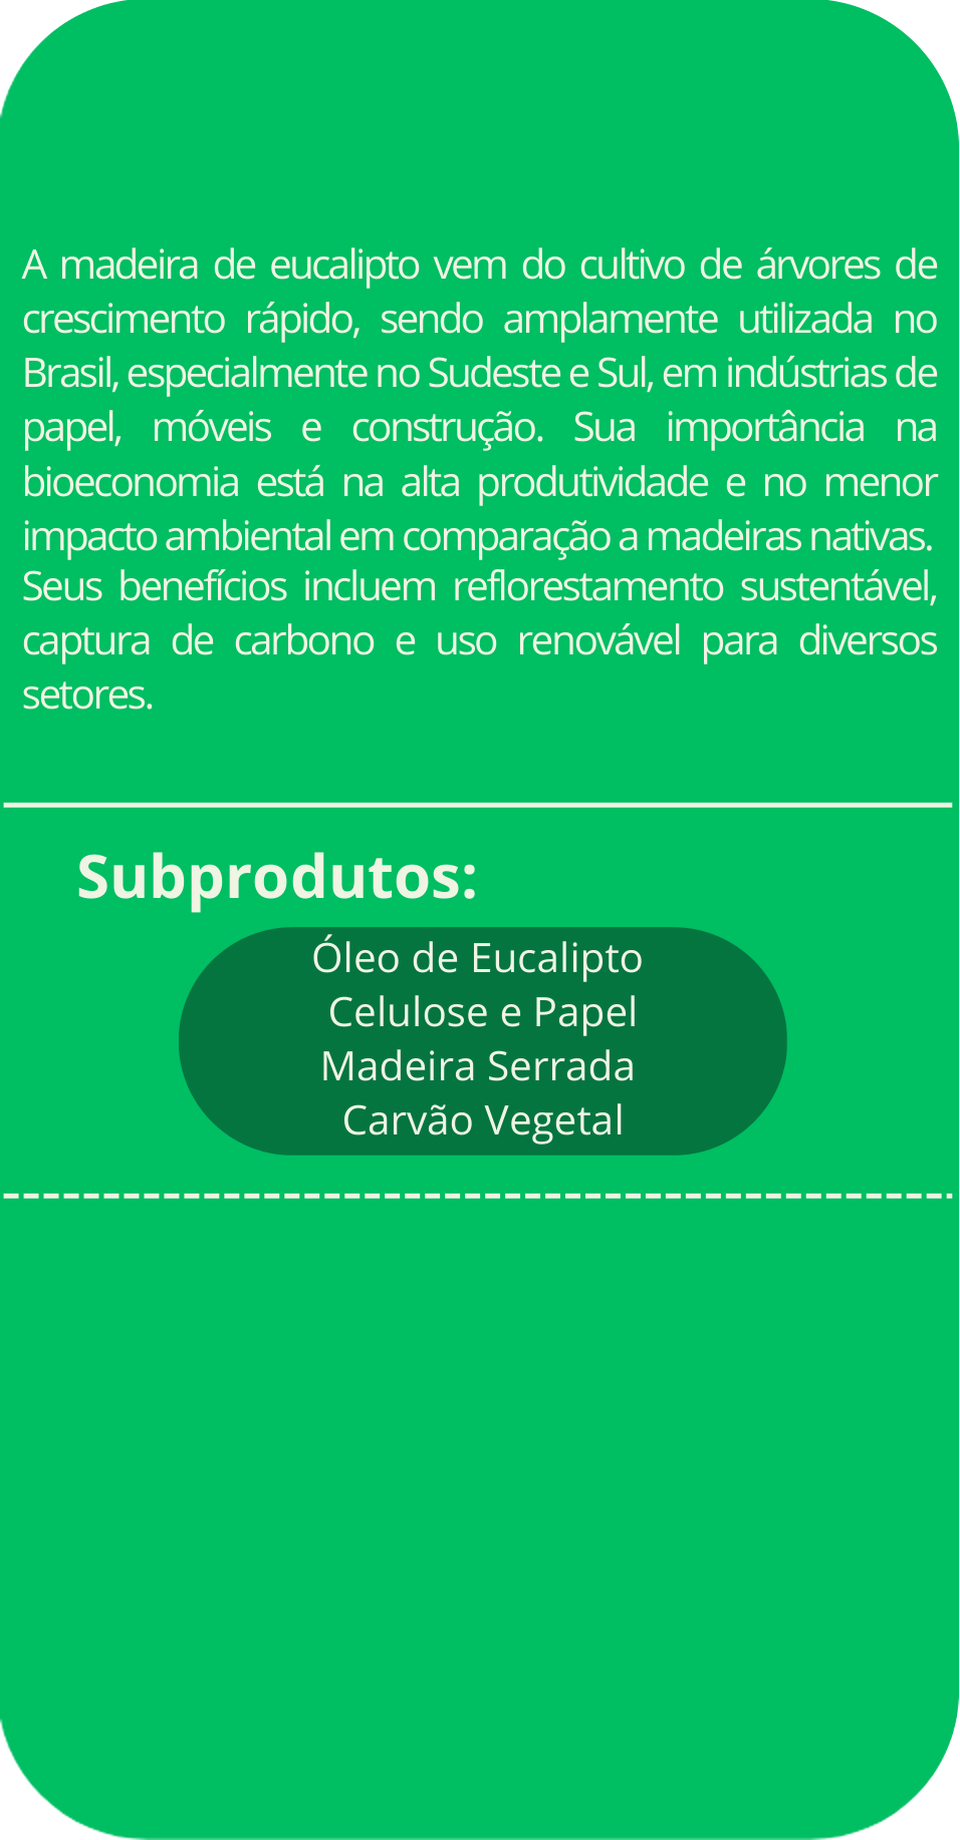 A madeira de eucalipto vem do cultivo de árvores de
crescimento rápido, sendo amplamente utilizada no
Brasil, especialmente no Sudeste e Sul, em indústrias de
papel, móveis e construção. Sua importância na
bioeconomia está na alta produtividade e no menor
impacto ambiental em comparação a madeiras nativas.
Seus benefícios incluem reflorestamento sustentável,
captura de carbono e uso renovável para diversos
setores.
Subprodutos:
Óleo de Eucalipto
Celulose e Papel
Madeira Serrada
Carvão Vegetal